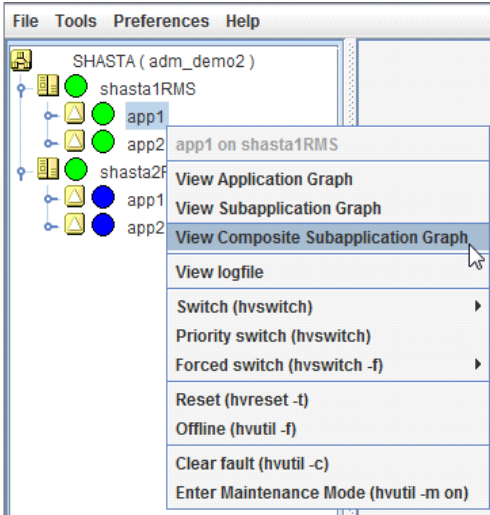 File Tools Preferences Help
SHASTA ( adm_demo2 )
shasta1RMS
app1
app2
shasta2F
app1
app2
app1 on shasta1RMS
View Application Graph
View Subapplication Graph
View Composite Subapplication Graph
View logfile
Switch (hvswitch)
Priority switch (hvswitch)
Forced switch (hvswitch -f)
Reset (hvreset -t)
Offline (hvutil -f)
Clear fault (hvutil -c)
Enter Maintenance Mode (hvutil -m on)